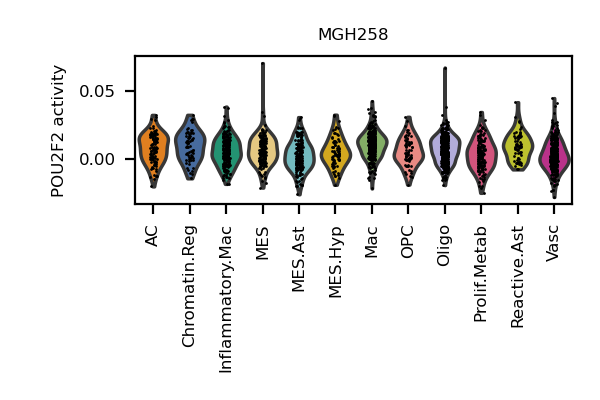 MGH258
POU2F2 activity
0.05
0.00
AC
Chromatin.Reg
Inflammatory.Mac
MES
MES.Ast
MES.Hyp
Mac
OPC
Oligo
Prolif.Metab
Reactive.Ast
Vasc